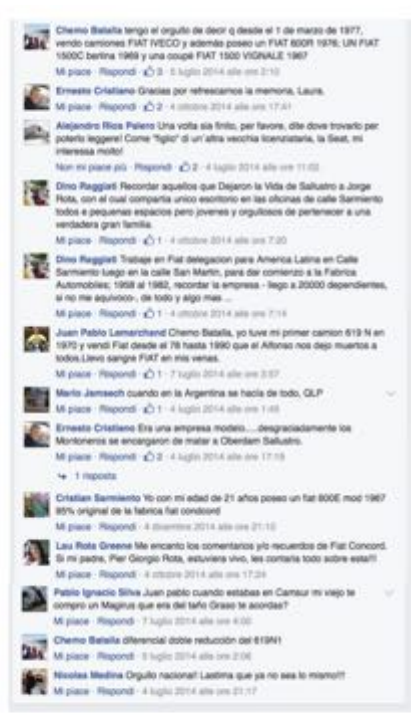 Chemo Batalla tengo el orgullo de decir q desde el 1 de marzo de 1977,
vendo camiones FIAT IVECO y además poseo un FIAT 600R 1976; UN FIAT
1500C berlina 1969 y una coupé FIAT 1500 VIGNALE 1967
Mi piace · Rispondi · 3 · 5 luglio 2014 alle ore 2:10
Ernesto Cristiano Gracias por refrescarnos la memoria, Laura.
Mi piace · Rispondi · 2 · 4 ottobre 2014 alle ore 17:41
Alejandro Rios Palero Una volta sia finito, per favore, dite dove trovarlo per
poterlo leggere! Come "figlio" di un'altra vecchia licenziataria, la Seat, mi
interessa molto!
Non mi piace più · Rispondi · 2 · 4 luglio 2014 alle ore 11:02
Dino Raggiati Recordar aquellos que Dejaron la Vida de Sallustro a Jorge
Rota, con el cual compartia unico escritorio en las oficinas de calle Sarmiento
todos e pequenas espacios pero jovenes y orgullosos de pertenecer a una
verdadera gran familia.
Mi piace · Rispondi · 1 · 4 ottobre 2014 alle ore 7:20
Dino Raggiati Trabaje en Fiat delegacion para America Latina en Calle
Sarmiento luego en la calle San Martin, para dar comienzo a la Fabrica
Automobiles; 1958 al 1982, recordar la empresa - llego a 20000 dependientes,
si no me aquivoco-, de todo y algo mas ...
Mi piace · Rispondi · 1 · 4 ottobre 2014 alle ore 7:14
Juan Pablo Lemarchand Chemo Batalla, yo tuve mi primer camion 619 N en
1970 y vendi Fiat desde el 78 hasta 1990 que el Alfonso nos dejo muertos a
todos.Llevo sangre FIAT en mis venas.
Mi piace · Rispondi · 1 · 7 luglio 2014 alle ore 3:57
Mario Jamsech cuando en la Argentina se hacía de todo, QLP
Mi piace · Rispondi · 1 · 4 luglio 2014 alle ore 1:45
Ernesto Cristiano Era una empresa modelo.....desgraciadamente los
Montoneros se encargaron de matar a Oberdam Sallustro.
Mi piace · Rispondi · 2 · 4 luglio 2014 alle ore 17:19
1 risposta
Cristian Sarmiento Yo con mi edad de 21 años poseo un fiat 600E mod 1967
95% original de la fabrica fiat condcord
Mi piace · Rispondi · 4 dicembre 2014 alle ore 21:10
Lau Rota Greene Me encanto los comentarios y/o recuerdos de Fiat Concord.
Si mi padre, Pier Giorgio Rota, estuviera vivo, les contaria todo sobre esta!!!
Mi piace · Rispondi · 4 ottobre 2014 alle ore 17:24
Pablo Ignacio Silva Juan pablo cuando estabas en Camsur mi viejo te
compro un Magirus que era del taño Graso te acordas?
Mi piace · Rispondi · 7 luglio 2014 alle ore 4:00
Chemo Batalla diferencial doble reducción del 619N1
Mi piace · Rispondi · 5 luglio 2014 alle ore 2:06
Nicolas Medina Orgullo nacional! Lastima que ya no sea lo mismo!!!
Mi piace · Rispondi · 4 luglio 2014 alle ore 21:17